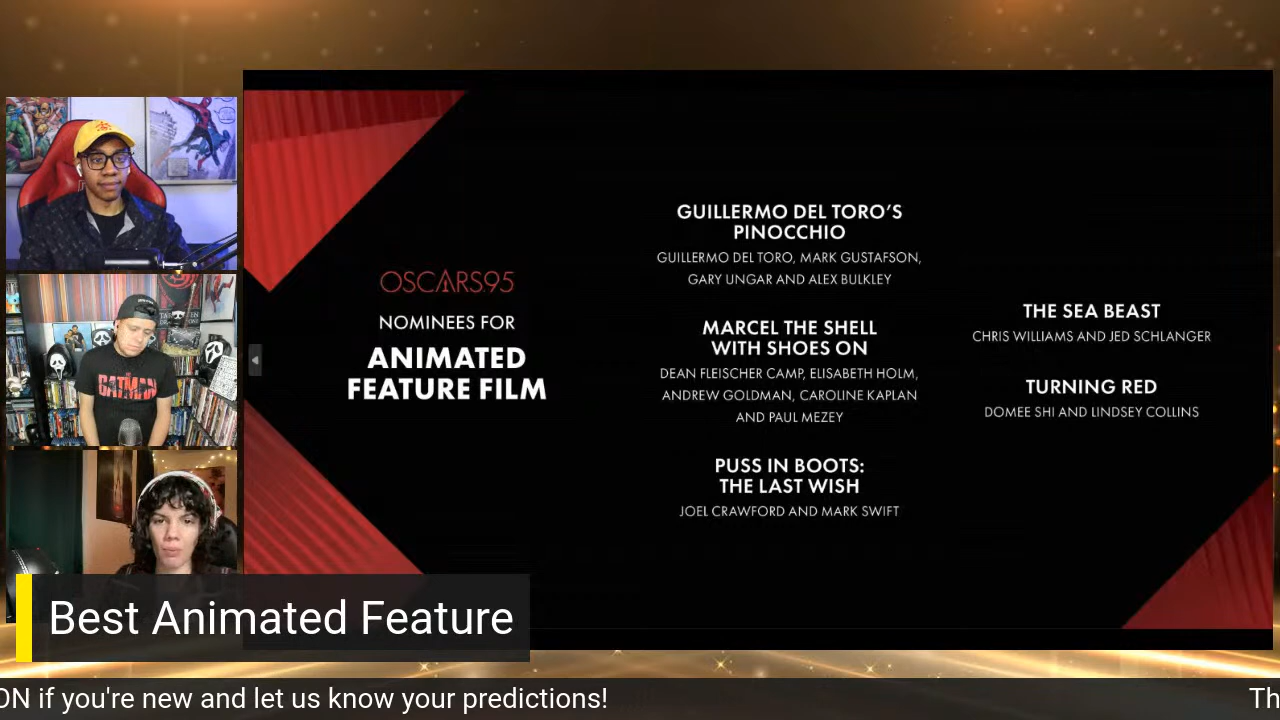 OSCARS95
NOMINEES FOR
ANIMATED
FEATURE FILM
GUILLERMO DEL TORO'S
PINOCCHIO
GUILLERMO DEL TORO, MARK GUSTAFSON,
GARY UNGAR AND ALEX BULKLEY
MARCEL THE SHELL
WITH SHOES ON
DEAN FLEISCHER CAMP, ELISABETH HOLM,
ANDREW GOLDMAN, CAROLINE KAPLAN
AND PAUL MEZEY
PUSS IN BOOTS:
THE LAST WISH
JOEL CRAWFORD AND MARK SWIFT
THE SEA BEAST
CHRIS WILLIAMS AND JED SCHLANGER
TURNING RED
DOMEE SHI AND LINDSEY COLLINS
BATMAN
Best Animated Feature
ON if you're new and let us know your predictions! Th